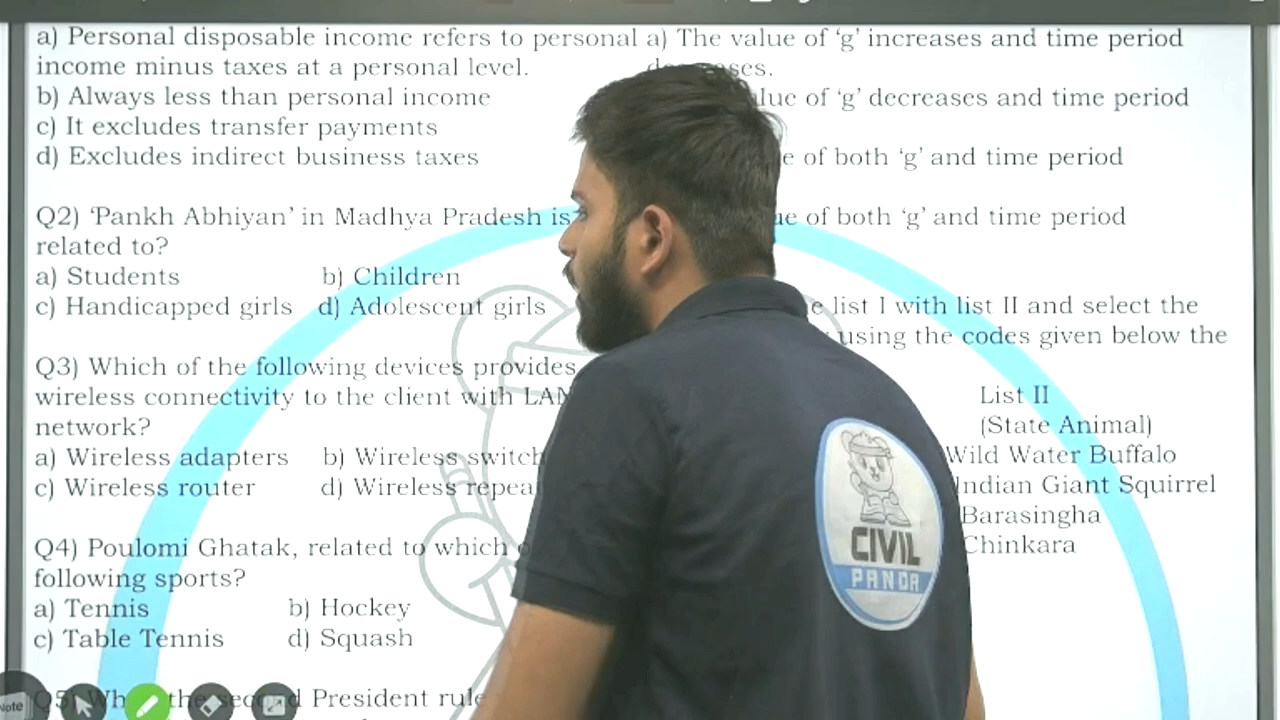 a) Personal disposable income refers to personal
income minus taxes at a personal level.
b) Always less than personal income
c) It excludes transfer payments
d) Excludes indirect business taxes
Q2) ‘Pankh Abhiyan’ in Madhya Pradesh is
related to?
a) Students b) Children
c) Handicapped girls d) Adolescent girls
Q3) Which of the following devices provides
wireless connectivity to the client with LAN
network?
a) Wireless adapters b) Wireless switch
c) Wireless router d) Wireless
Q4) Poulomi Ghatak, related to which
following sports?
a) Tennis b) Hockey
c) Table Tennis d) Squash
Q5) the second President rule
a) The value of ‘g’ increases and time period
of ‘g’ decreases and time period
of both ‘g’ and time period
of both ‘g’ and time period
list I with list II and select the
using the codes given below the
List II
(State Animal)
Wild Water Buffalo
Indian Giant Squirrel
Barasingha
Chinkara
CIVIL
PANDA
Note